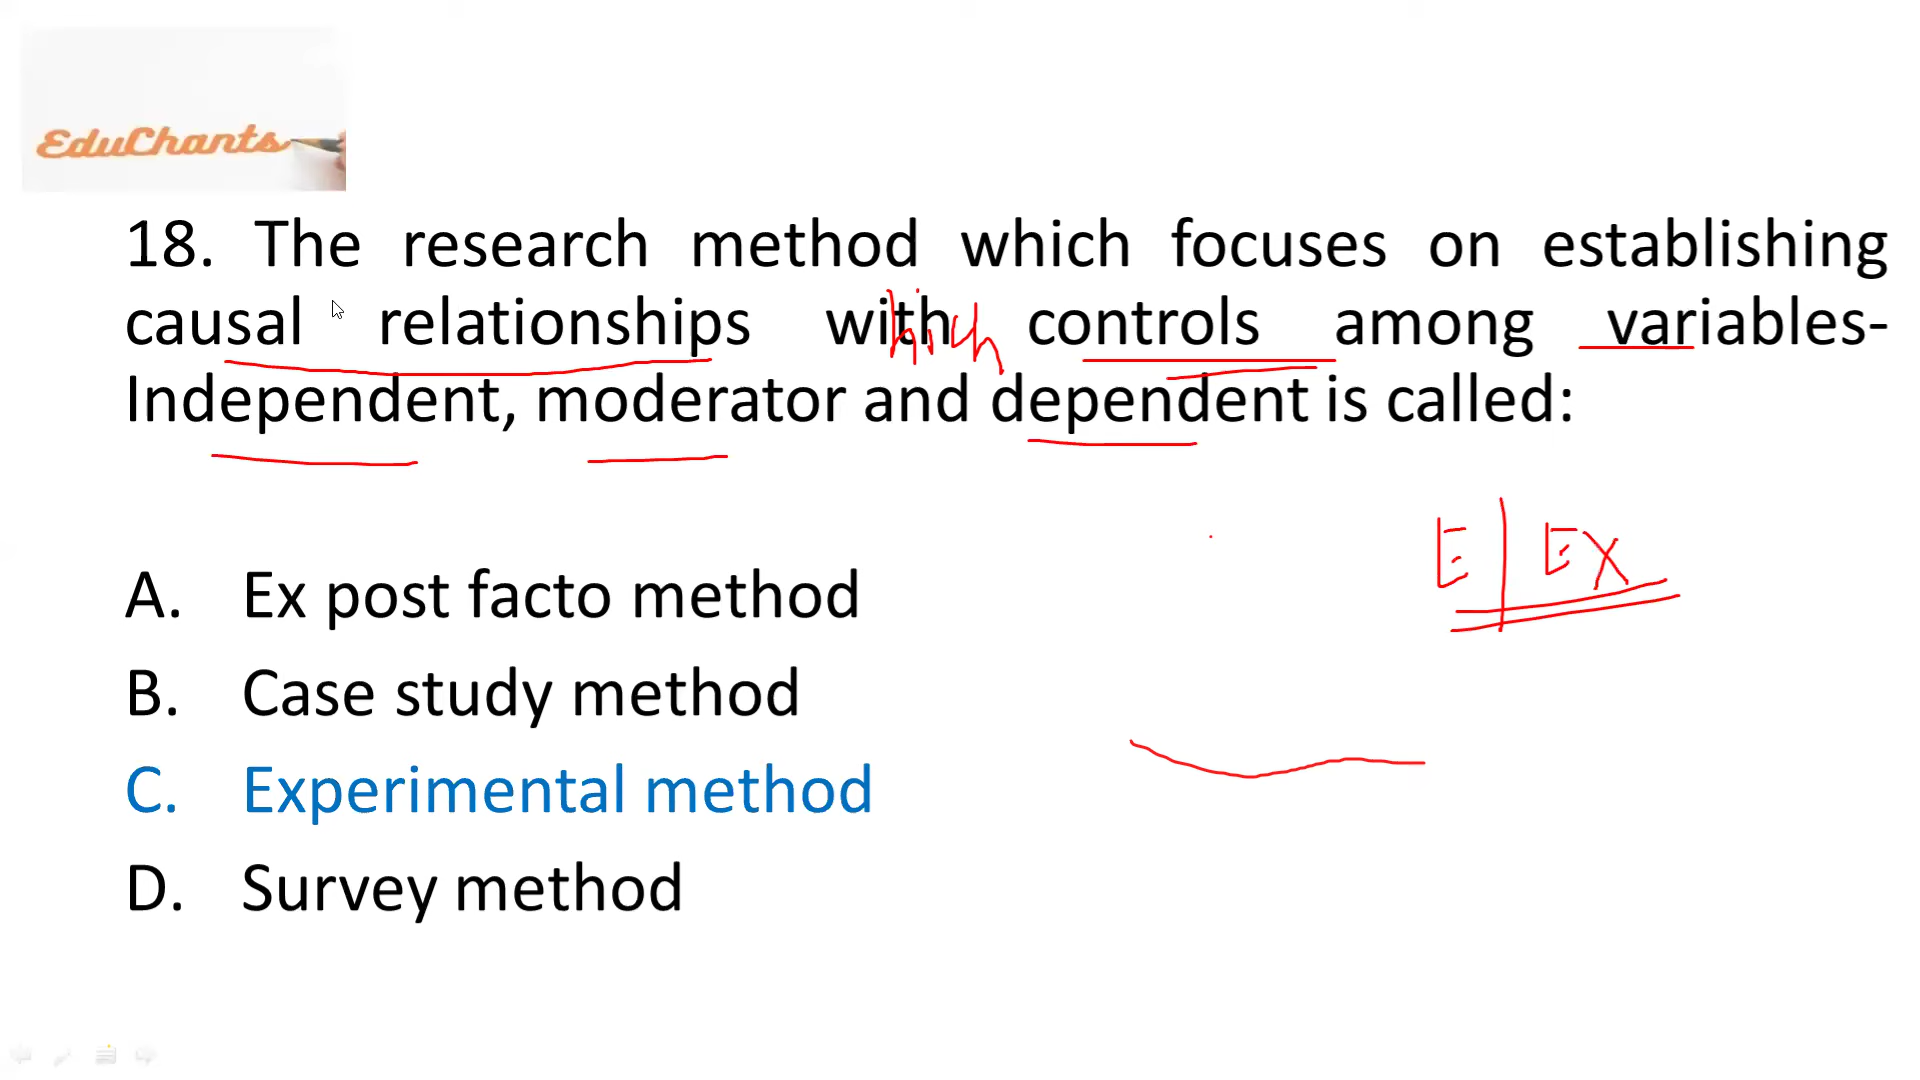 EduChants
18. The research method which focuses on establishing
causal relationships with controls among variables-
hich
Independent, moderator and dependent is called:
E | Ex
A. Ex post facto method
B. Case study method
C. Experimental method
D. Survey method